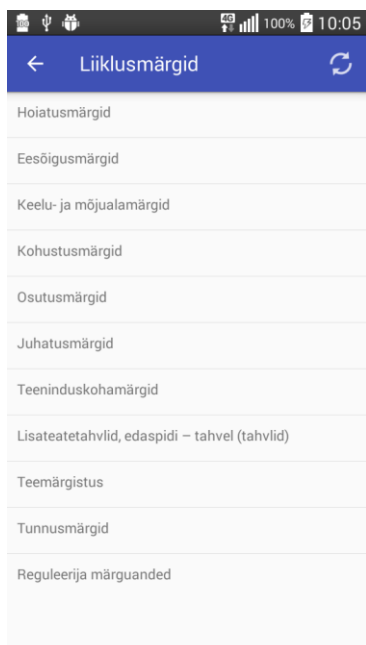 4G 100% 10:05
Liiklusmärgid
Hoiatusmärgid
Eesõigusmärgid
Keelu- ja mõjualamärgid
Kohustusmärgid
Osutusmärgid
Juhatusmärgid
Teeninduskohamärgid
Lisateatetahvlid, edaspidi – tahvel (tahvlid)
Teemärgistus
Tunnusmärgid
Reguleerija märguanded